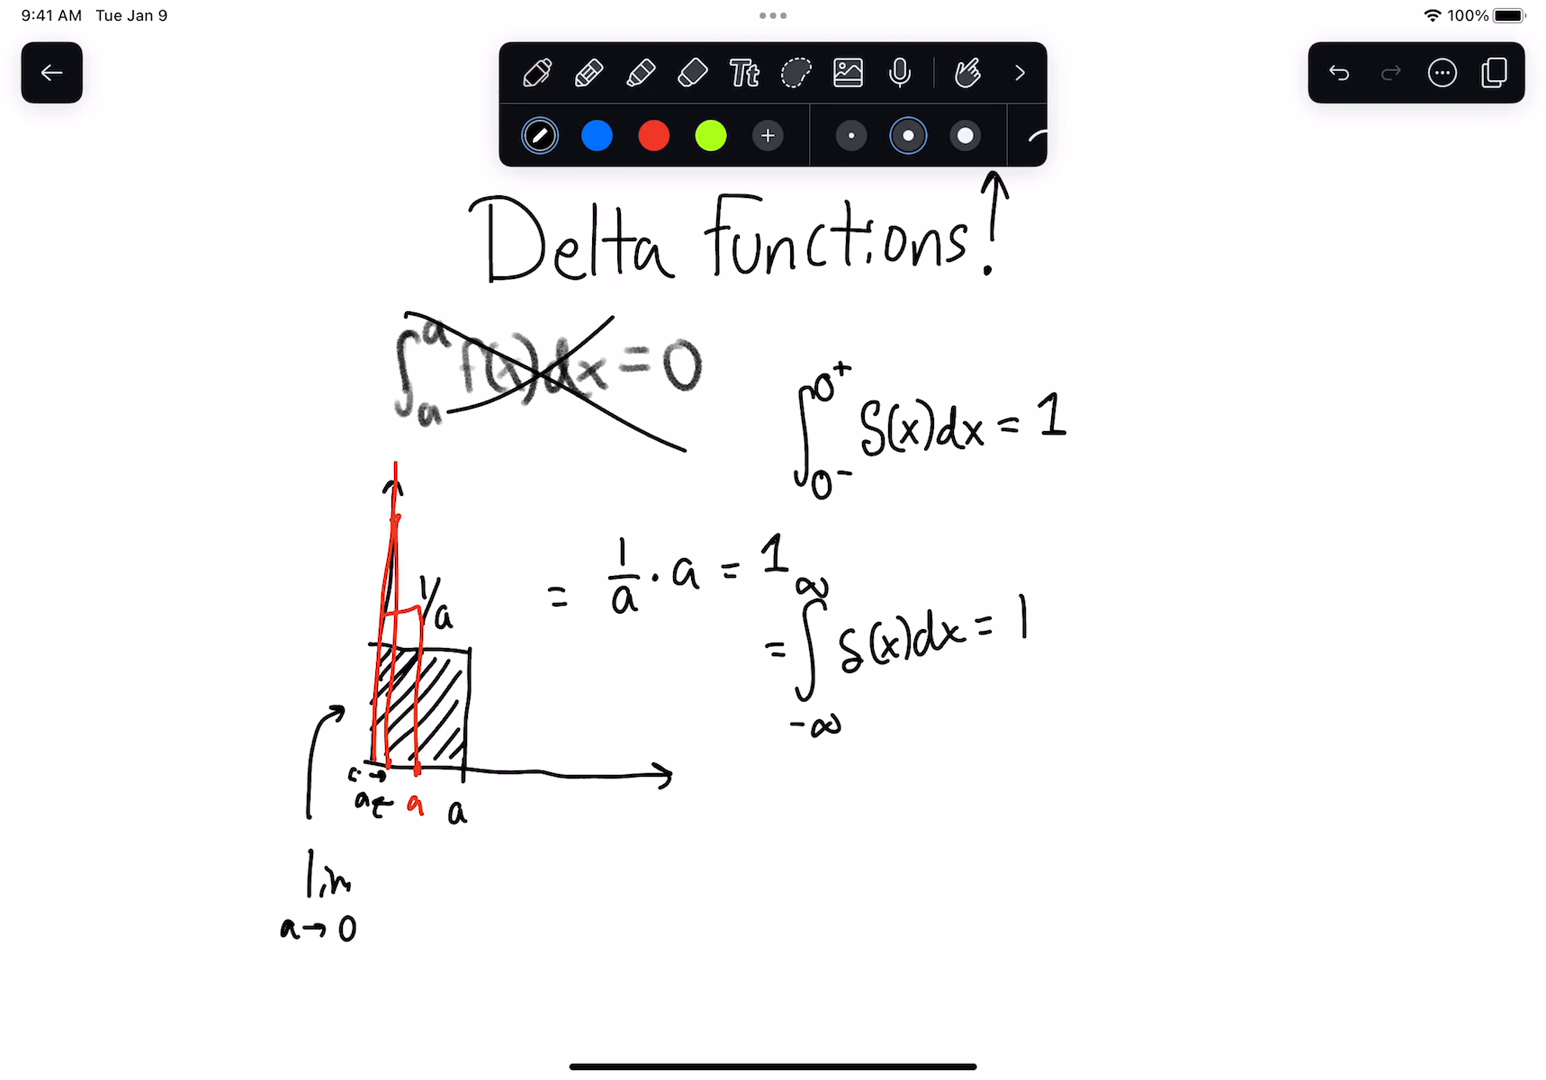 9:41 AM Tue Jan 9
100%
Tt
Delta Functions!
∫ₐᵃ f(x)dx = 0
∫₀₋⁰⁺ δ(x)dx = 1
= 1/a · a = 1
1/a
= ∫₋∞^∞ δ(x)dx = 1
a a a
lim
a→0